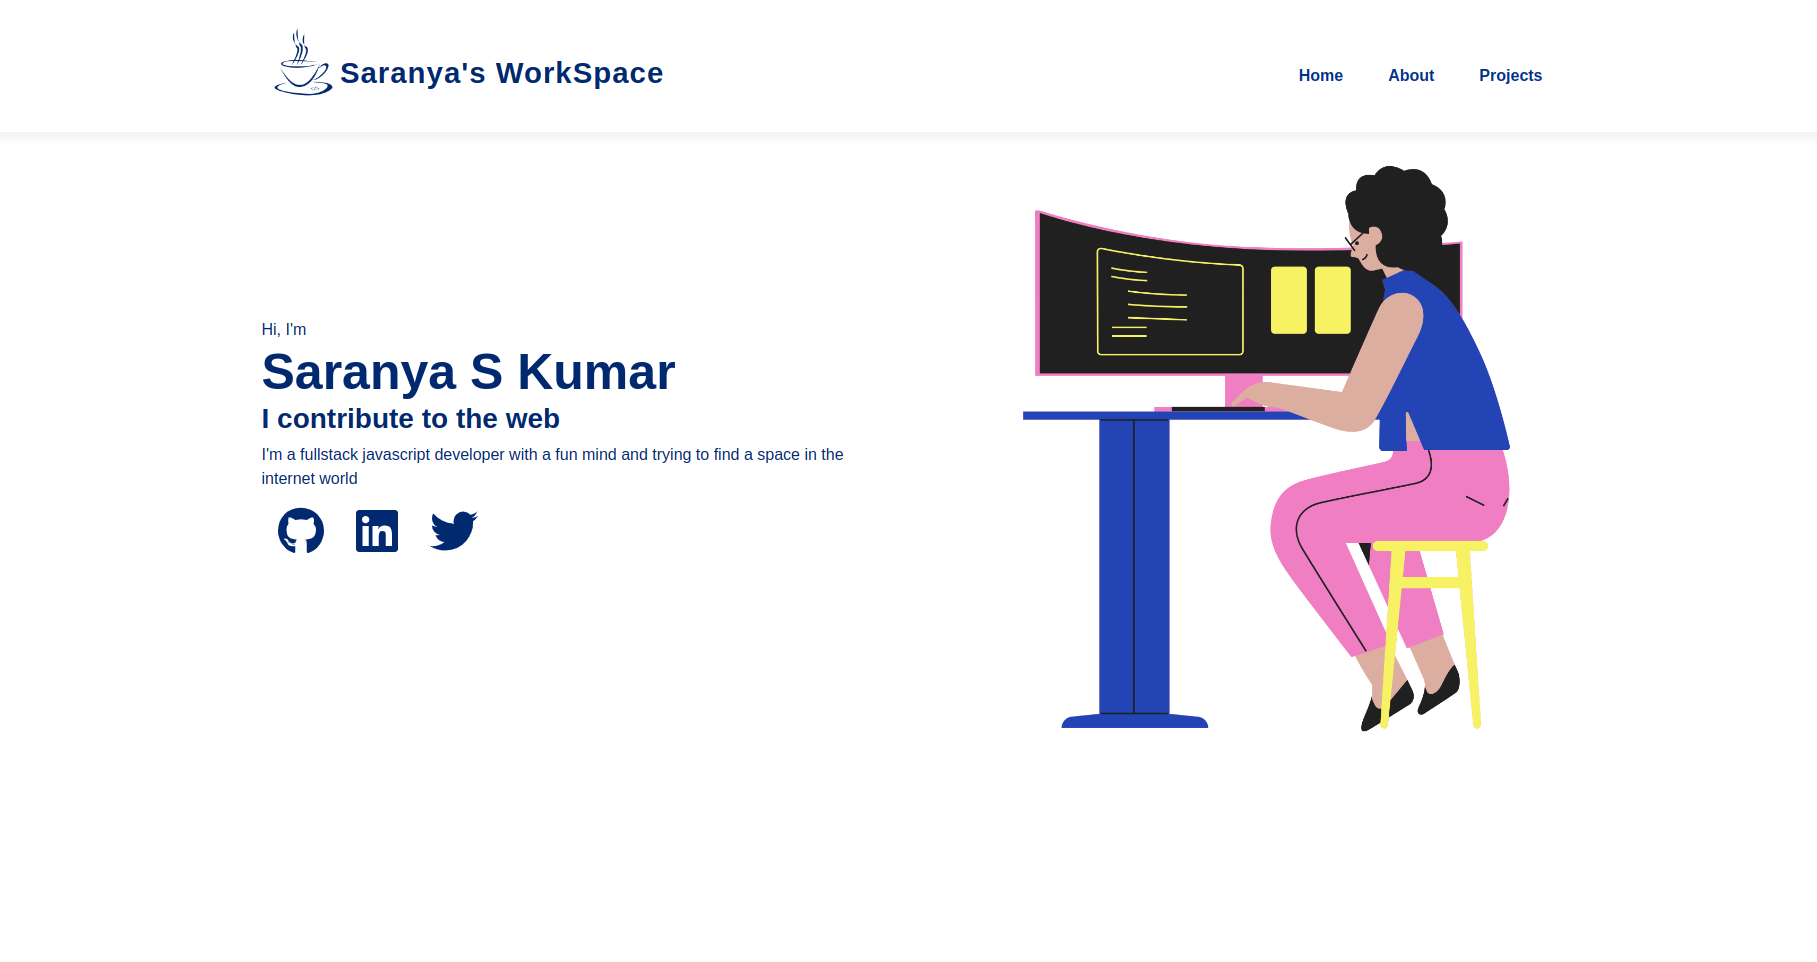 Saranya's WorkSpace
Home
About
Projects
Hi, I'm
Saranya S Kumar
I contribute to the web
I'm a fullstack javascript developer with a fun mind and trying to find a space in the
internet world
in